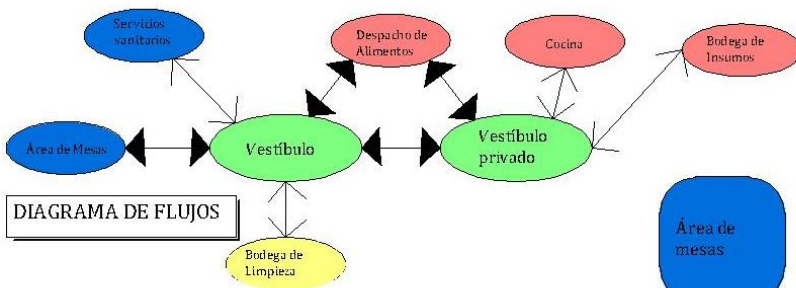 Servicios
sanitarios
Despacho de
Alimentos
Cocina
Bodega de
Insumos
Área de Mesas
Vestíbulo
Vestíbulo
privado
DIAGRAMA DE FLUJOS
Bodega de
Limpieza
Área de
mesas